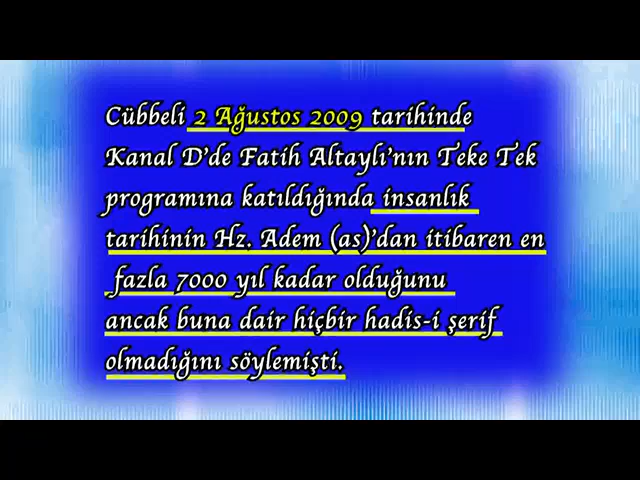 Cübbeli 2 Ağustos 2009 tarihinde
Kanal D'de Fatih Altaylı'nın Teke Tek
programına katıldığında insanlık
tarihinin Hz. Adem (as)'dan itibaren en
fazla 7000 yıl kadar olduğunu
ancak buna dair hiçbir hadis-i şerif
olmadığını söylemişti.